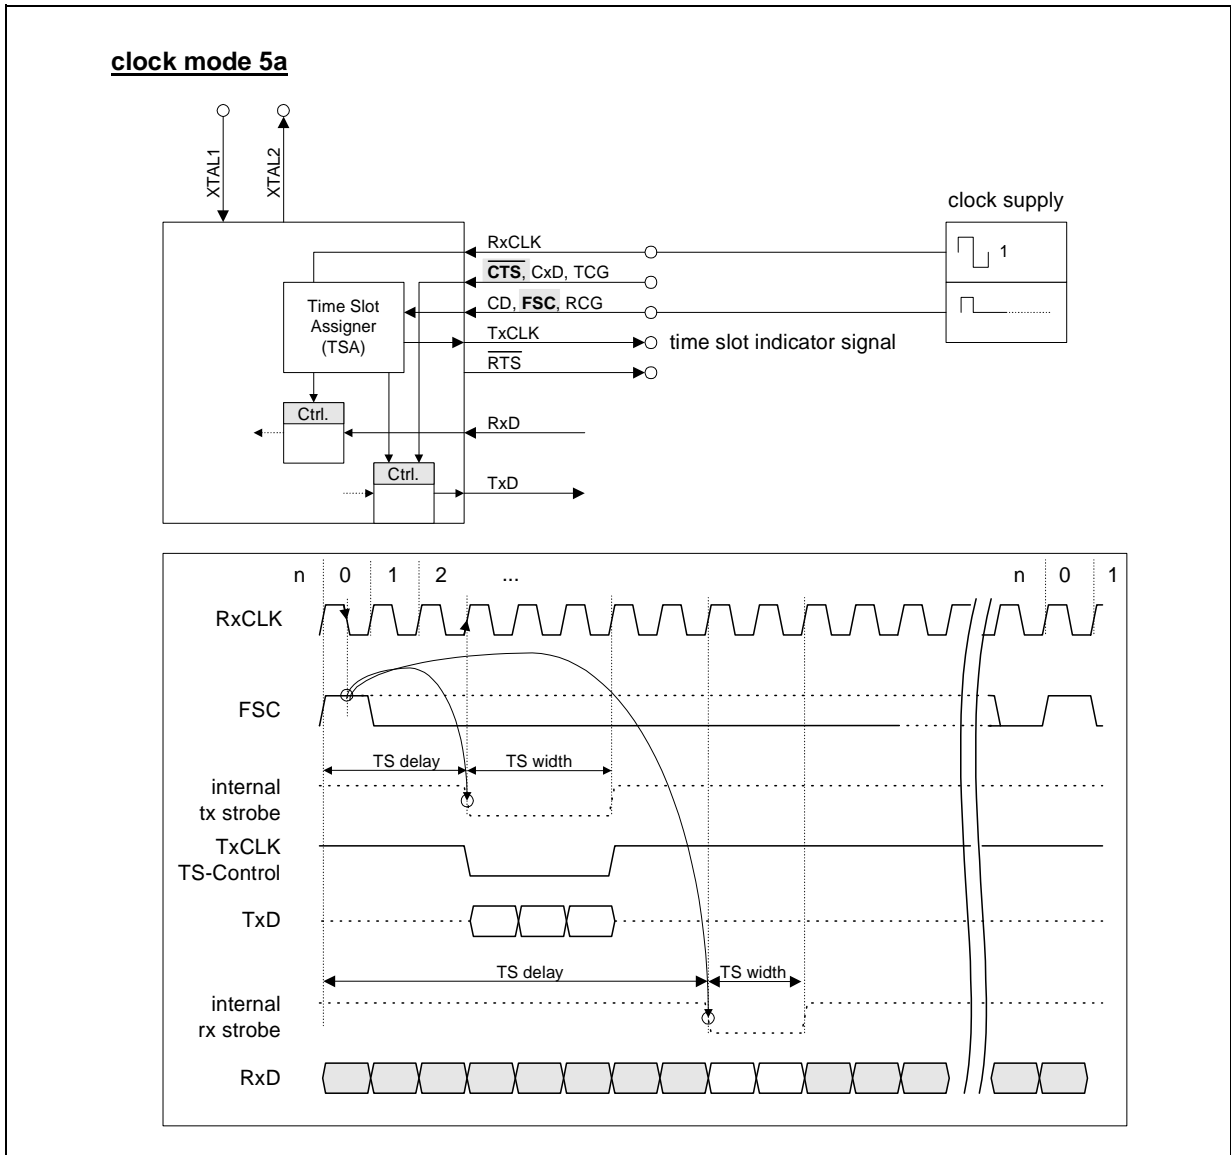 clock mode 5a
XTAL1
XTAL2
clock supply
RxCLK
1
CTS, CxD, TCG
CD, FSC, RCG
Time Slot
Assigner
(TSA)
TxCLK
time slot indicator signal
RTS
Ctrl.
RxD
Ctrl.
TxD
n 0 1 2 ... n 0 1
RxCLK
FSC
TS delay TS width
internal
tx strobe
TxCLK
TS-Control
TxD
TS delay TS width
internal
rx strobe
RxD